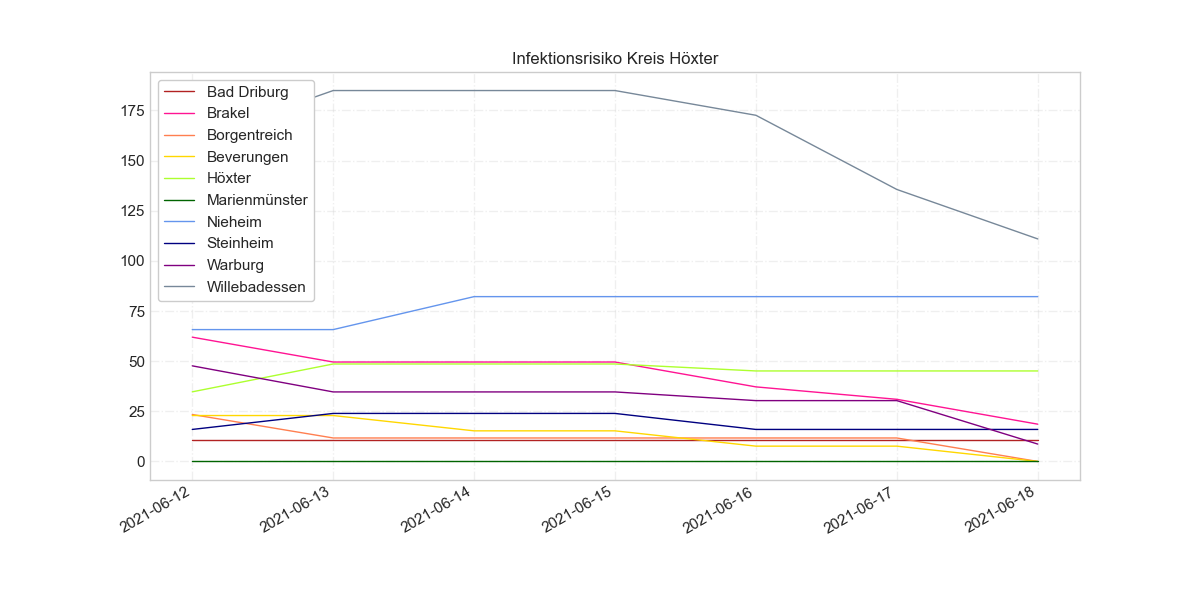 Infektionsrisiko Kreis Höxter
Bad Driburg
Brakel
Borgentreich
Beverungen
Höxter
Marienmünster
Nieheim
Steinheim
Warburg
Willebadessen
175
150
125
100
75
50
25
0
2021-06-12
2021-06-13
2021-06-14
2021-06-15
2021-06-16
2021-06-17
2021-06-18